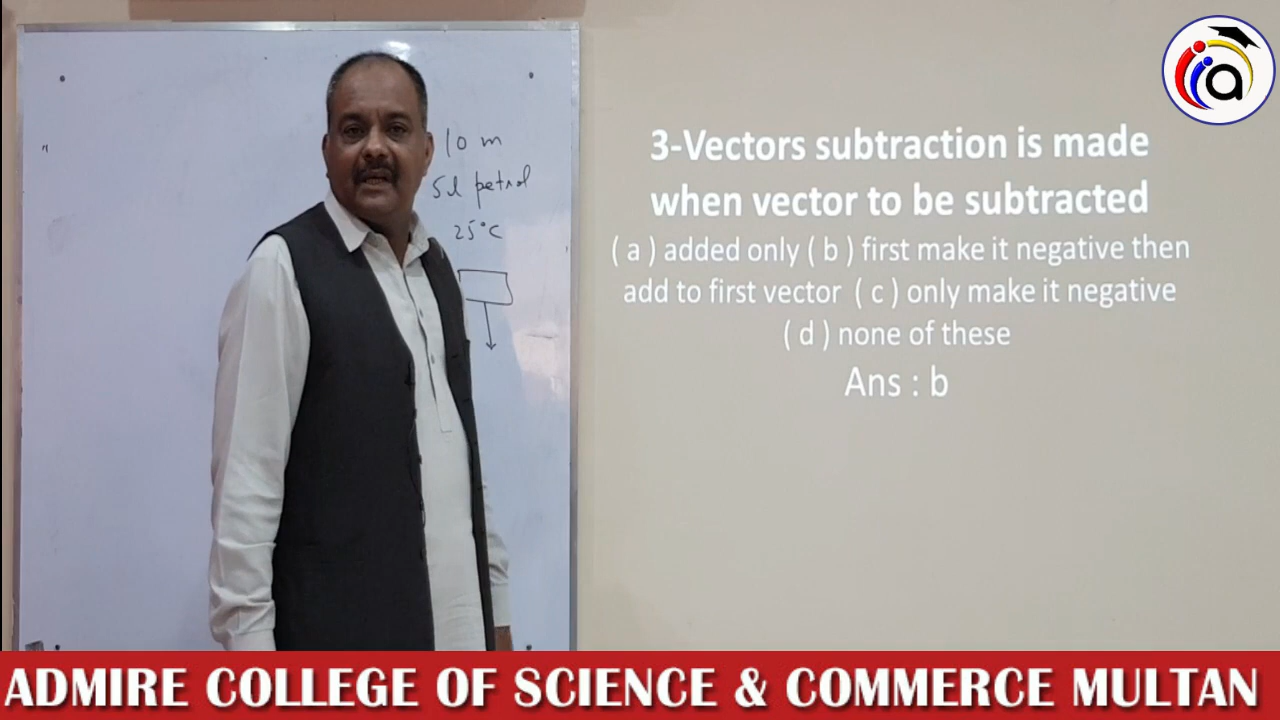 10 m
5l petrol
25°C
a
3-Vectors subtraction is made
when vector to be subtracted
( a ) added only ( b ) first make it negative then
add to first vector ( c ) only make it negative
( d ) none of these
Ans : b
ADMIRE COLLEGE OF SCIENCE & COMMERCE MULTAN